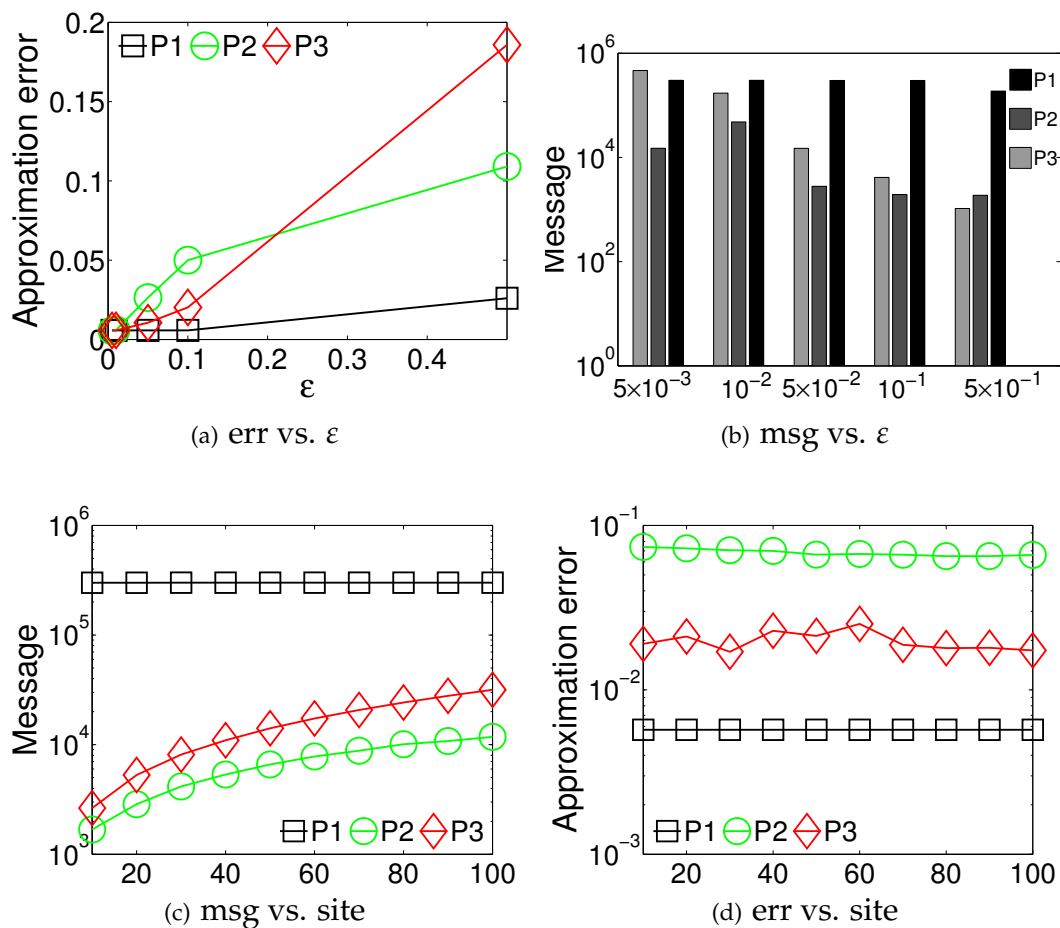 0.2
P1 P2 P3
0.15
0.1
0.05
0
0 0.1 0.2 0.3 0.4
Approximation error
ε
(a) err vs. ε
10^6
10^4
10^2
10^0
Message
P1
P2
P3
5×10^−3 10^−2 5×10^−2 10^−1 5×10^−1
(b) msg vs. ε
10^6
10^5
10^4
10^3
Message
P1 P2 P3
20 40 60 80 100
(c) msg vs. site
10^−1
10^−2
10^−3
Approximation error
P1 P2 P3
20 40 60 80 100
(d) err vs. site